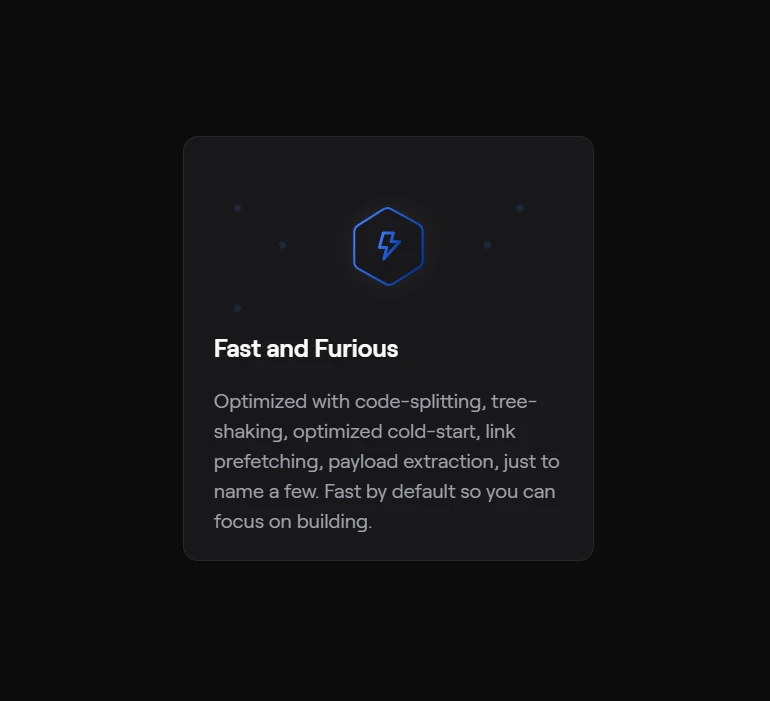 Fast and Furious
Optimized with code-splitting, tree-
shaking, optimized cold-start, link
prefetching, payload extraction, just to
name a few. Fast by default so you can
focus on building.